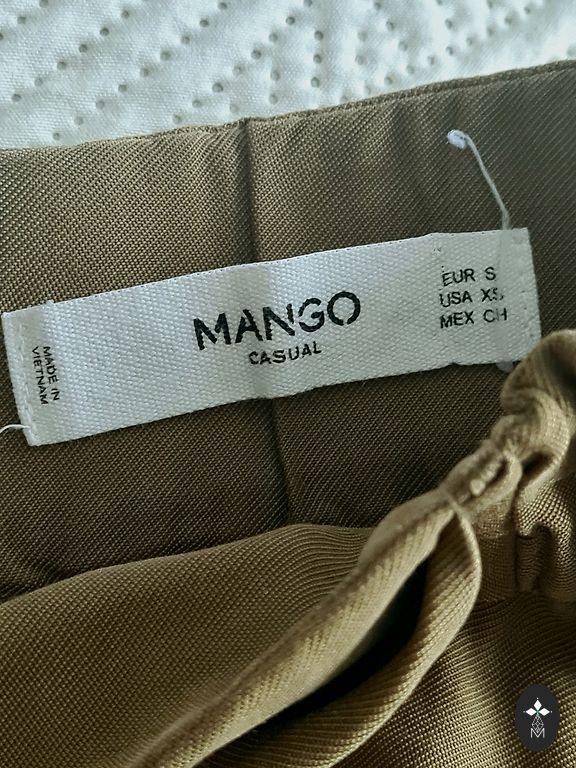 MANGO
CASUAL
EUR S
USA XS
MEX CH
MADE IN
VIETNAM
M